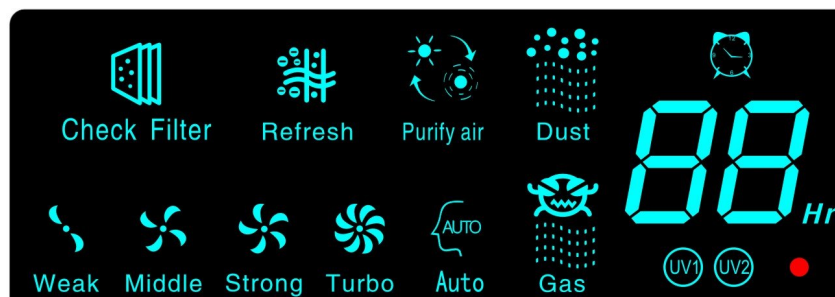 Check Filter
Refresh
Purify air
Dust
88
Hr
Weak
Middle
Strong
Turbo
AUTO
Auto
Gas
UV1
UV2